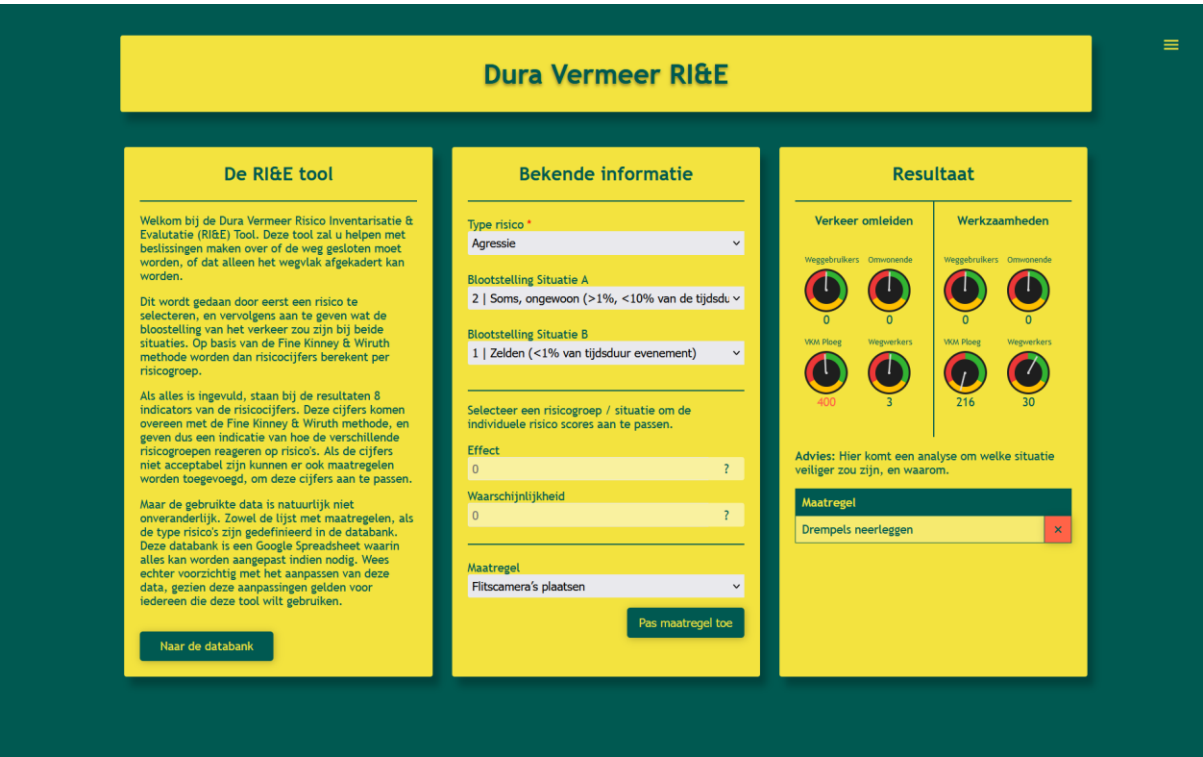 Dura Vermeer RI&E
De RI&E tool
Welkom bij de Dura Vermeer Risico Inventarisatie &
Evalutatie (RI&E) Tool. Deze tool zal u helpen met
beslissingen maken over of de weg gesloten moet
worden, of dat alleen het wegvlak afgekadert kan
worden.
Dit wordt gedaan door eerst een risico te
selecteren, en vervolgens aan te geven wat de
bloostelling van het verkeer zou zijn bij beide
situaties. Op basis van de Fine Kinney & Wiruth
methode worden dan risicocijfers berekent per
risicogroep.
Als alles is ingevuld, staan bij de resultaten 8
indicators van de risicocijfers. Deze cijfers komen
overeen met de Fine Kinney & Wiruth methode, en
geven dus een indicatie van hoe de verschillende
risicogroepen reageren op risico's. Als de cijfers
niet acceptabel zijn kunnen er ook maatregelen
worden toegevoegd, om deze cijfers aan te passen.
Maar de gebruikte data is natuurlijk niet
onveranderlijk. Zowel de lijst met maatregelen, als
de type risico's zijn gedefinieerd in de databank.
Deze databank is een Google Spreadsheet waarin
alles kan worden aangepast indien nodig. Wees
echter voorzichtig met het aanpassen van deze
data, gezien deze aanpassingen gelden voor
iedereen die deze tool wilt gebruiken.
Naar de databank
Bekende informatie
Type risico *
Agressie
Blootstelling Situatie A
2 | Soms, ongewoon (>1%, <10% van de tijdsdu
Blootstelling Situatie B
1 | Zelden (<1% van tijdsduur evenement)
Selecteer een risicogroep / situatie om de
individuele risico scores aan te passen.
Effect
0 ?
Waarschijnlijkheid
0 ?
Maatregel
Flitscamera's plaatsen
Pas maatregel toe
Resultaat
Verkeer omleiden Werkzaamheden
Weggebruikers Omwonende Weggebruikers Omwonende
0 0 0 0
VKM Ploeg Wegwerkers VKM Ploeg Wegwerkers
400 3 216 30
Advies: Hier komt een analyse om welke situatie
veiliger zou zijn, en waarom.
Maatregel
Drempels neerleggen ×